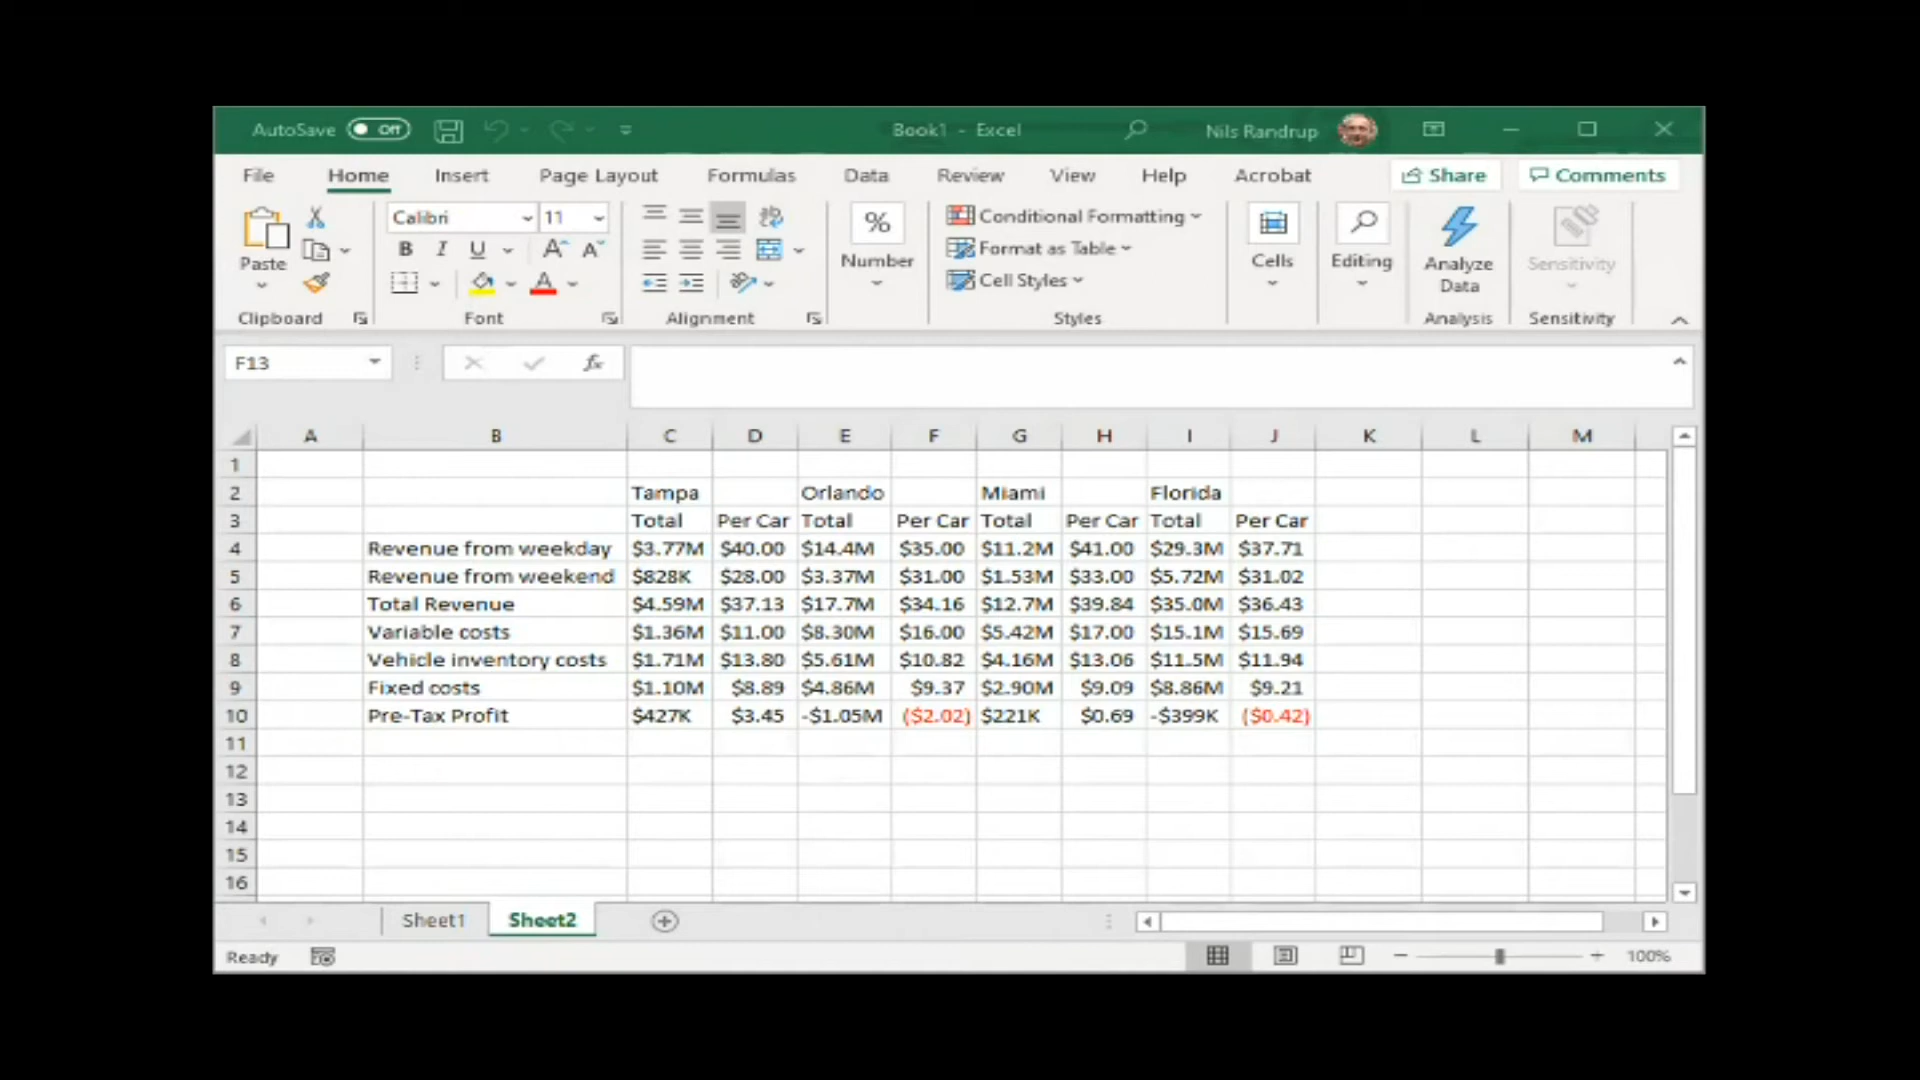 AutoSave Off Book1 - Excel Nils Randrup
File Home Insert Page Layout Formulas Data Review View Help Acrobat Share Comments
Calibri 11 % Conditional Formatting
Format as Table
Paste B I U A A Number Cell Styles Cells Editing Analyze Data Sensitivity
Clipboard Font Alignment Styles Analysis Sensitivity
F13 fx
A B C D E F G H I J K L M
1
2 Tampa Orlando Miami Florida
3 Total Per Car Total Per Car Total Per Car Total Per Car
4 Revenue from weekday $3.77M $40.00 $14.4M $35.00 $11.2M $41.00 $29.3M $37.71
5 Revenue from weekend $828K $28.00 $3.37M $31.00 $1.53M $33.00 $5.72M $31.02
6 Total Revenue $4.59M $37.13 $17.7M $34.16 $12.7M $39.84 $35.0M $36.43
7 Variable costs $1.36M $11.00 $8.30M $16.00 $5.42M $17.00 $15.1M $15.69
8 Vehicle inventory costs $1.71M $13.80 $5.61M $10.82 $4.16M $13.06 $11.5M $11.94
9 Fixed costs $1.10M $8.89 $4.86M $9.37 $2.90M $9.09 $8.86M $9.21
10 Pre-Tax Profit $427K $3.45 -$1.05M ($2.02) $221K $0.69 -$399K ($0.42)
11
12
13
14
15
16
Sheet1 Sheet2
Ready 100%